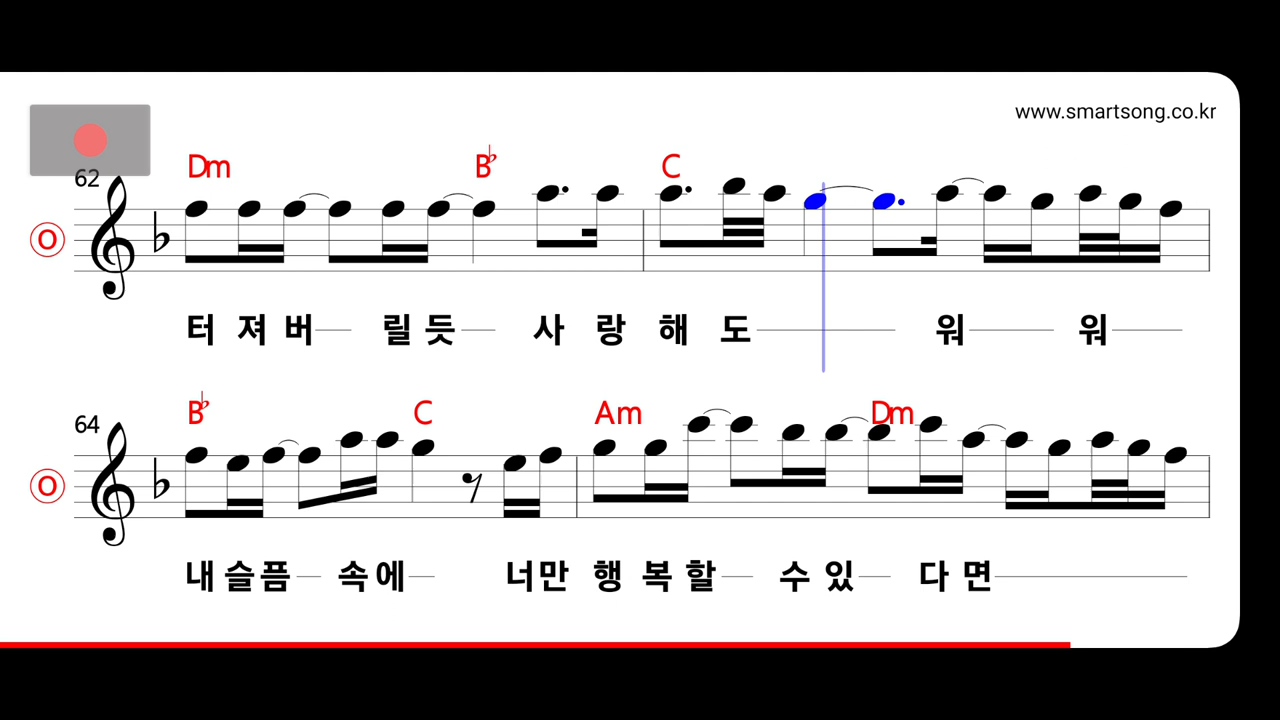 www.smartsong.co.kr
62
Dm B♭ C
O
터 져 버 릴 듯 사 랑 해 도 워 워
64
B♭ C Am Dm
O
내 슬 픔 속 에 너 만 행 복 할 수 있 다 면